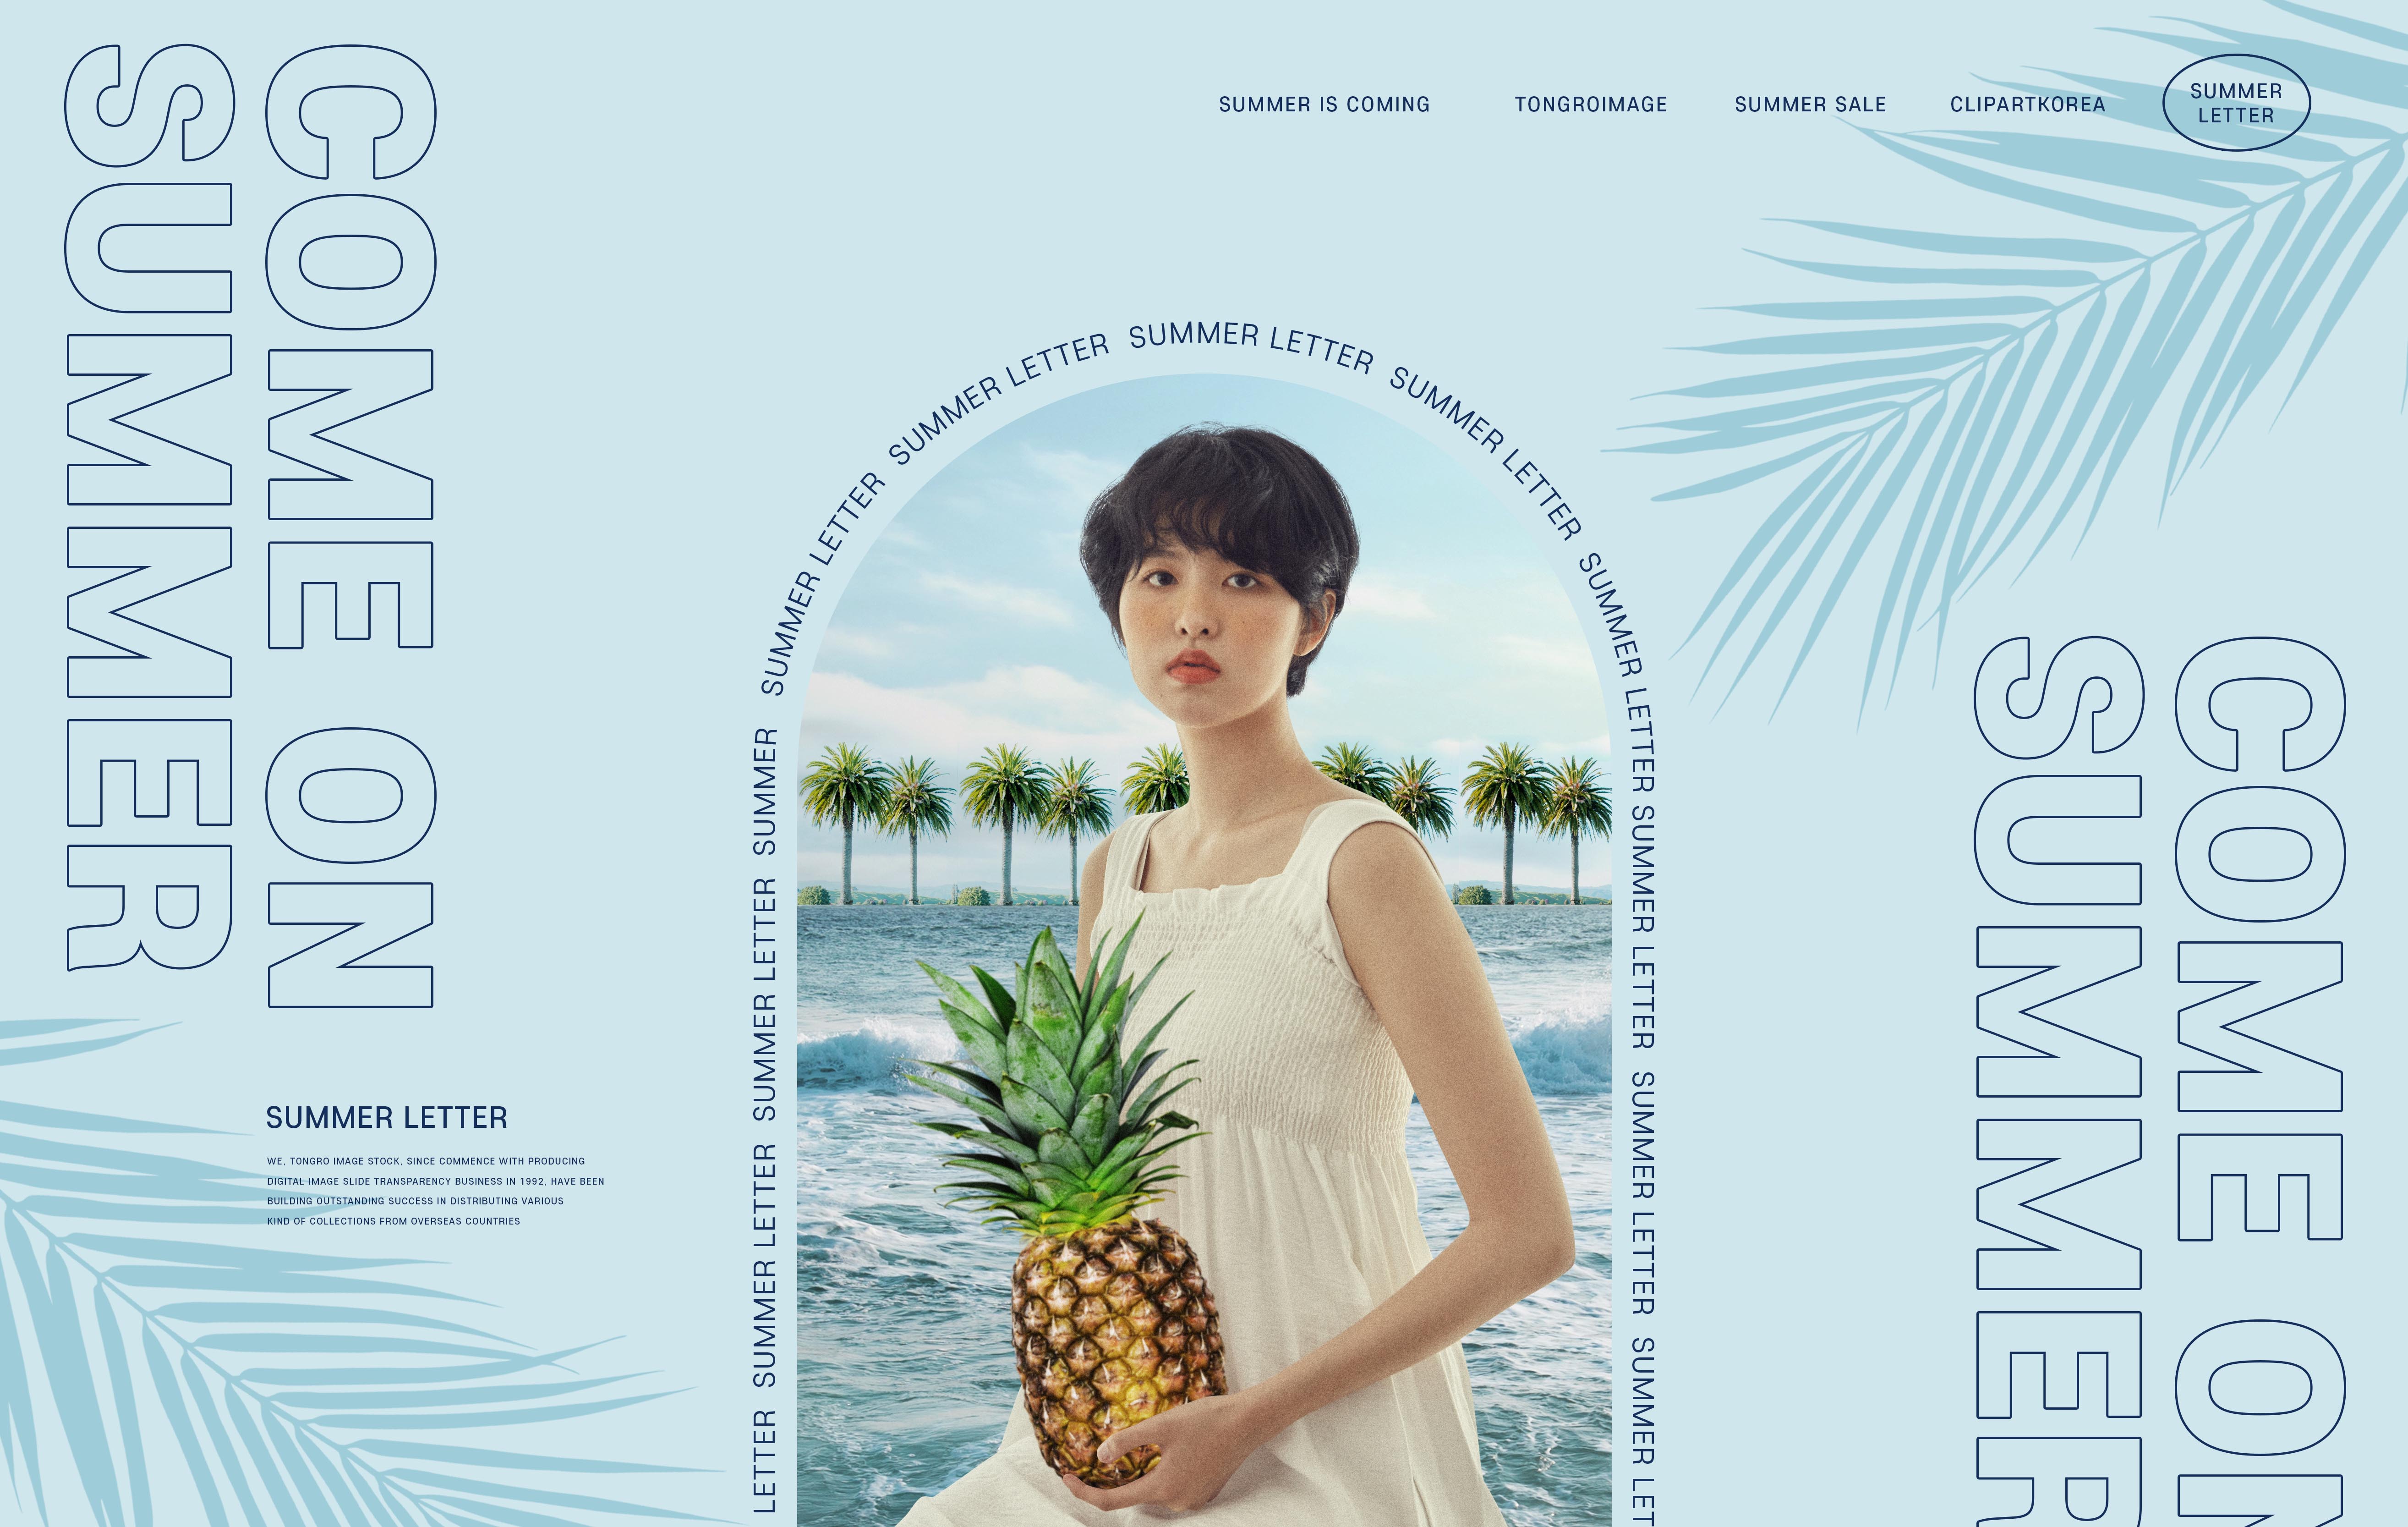 COME ON
SUMMER
SUMMER IS COMING
TONGROIMAGE
SUMMER SALE
CLIPARTKOREA
SUMMER
LETTER
LETTER SUMMER LETTER SUMMER LETTER SUMMER SUMMER LETTER SUMMER LETTER SUMMER LETTER SUMMER LETTER SUMMER LETTER SUMMER SUMMER LETTER SUMMER LETTER SUMMER LET
SUMMER LETTER
WE, TONGRO IMAGE STOCK, SINCE COMMENCE WITH PRODUCING
DIGITAL IMAGE SLIDE TRANSPARENCY BUSINESS IN 1992, HAVE BEEN
BUILDING OUTSTANDING SUCCESS IN DISTRIBUTING VARIOUS
KIND OF COLLECTIONS FROM OVERSEAS COUNTRIES
COME ON
SUMMER